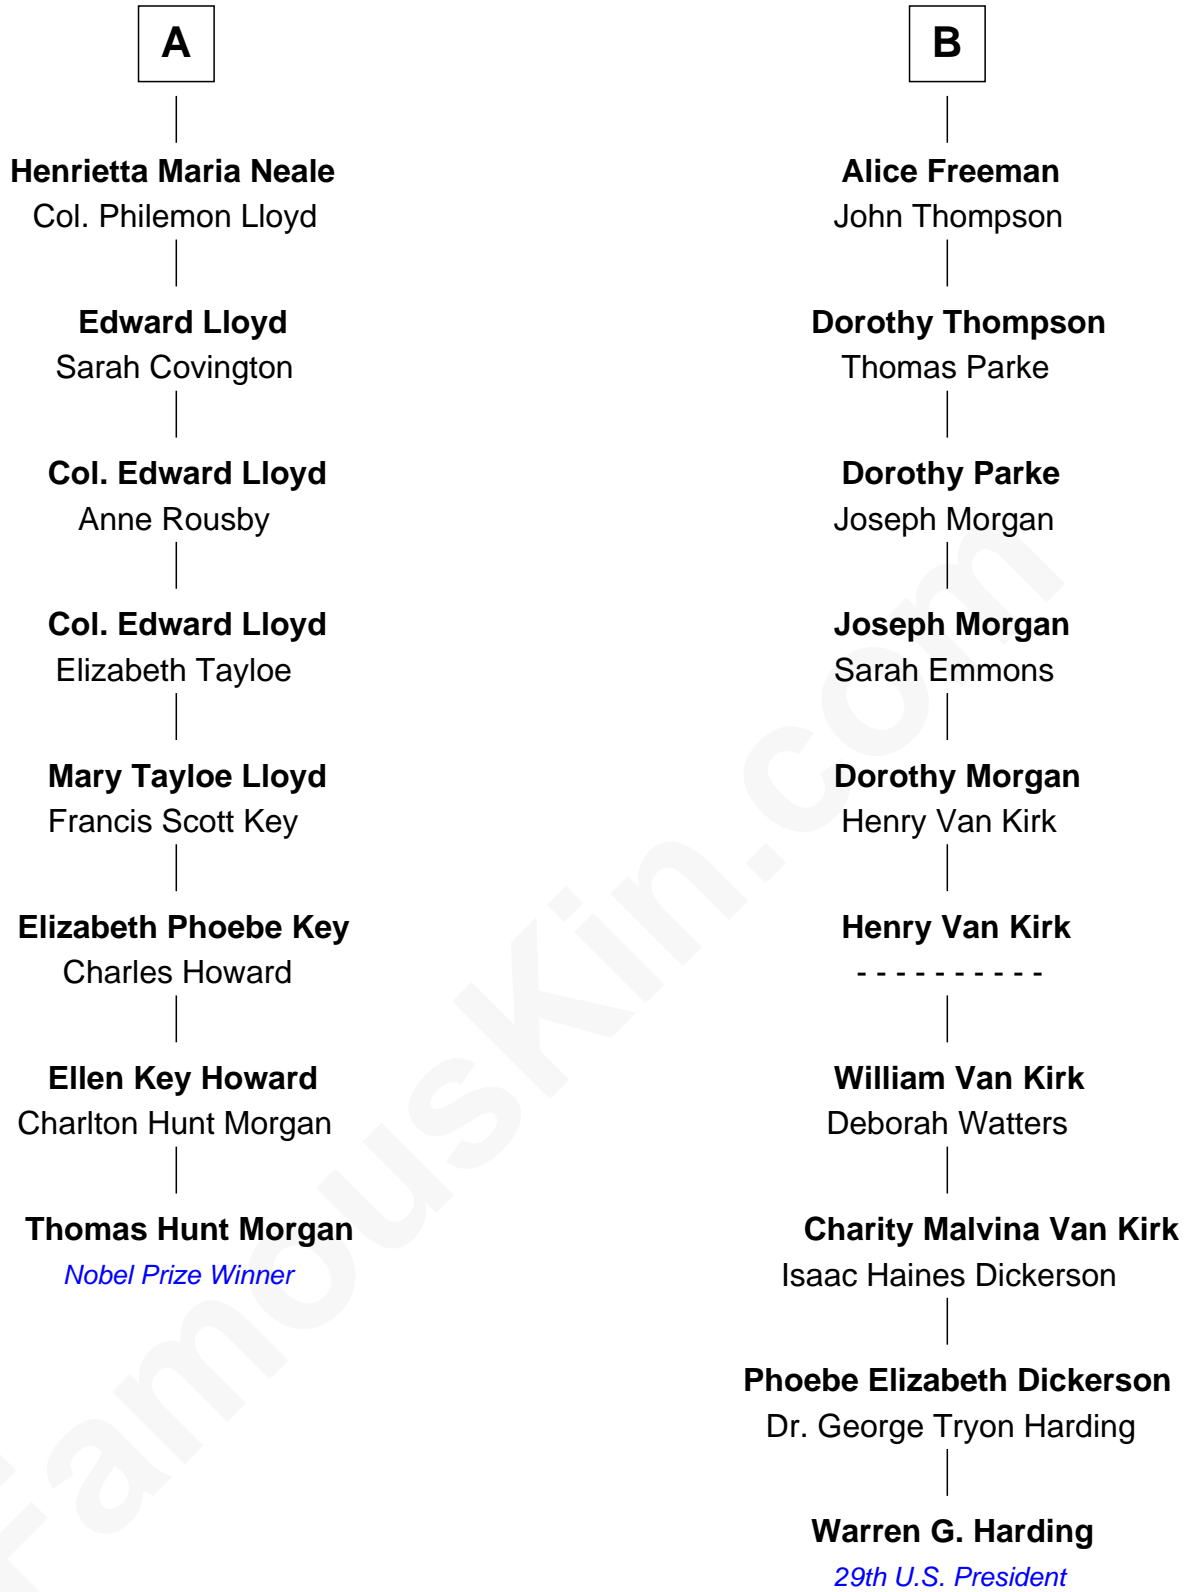 A
Henrietta Maria Neale
Col. Philemon Lloyd
Edward Lloyd
Sarah Covington
Col. Edward Lloyd
Anne Rousby
Col. Edward Lloyd
Elizabeth Tayloe
Mary Tayloe Lloyd
Francis Scott Key
Elizabeth Phoebe Key
Charles Howard
Ellen Key Howard
Charlton Hunt Morgan
Thomas Hunt Morgan
Nobel Prize Winner
B
Alice Freeman
John Thompson
Dorothy Thompson
Thomas Parke
Dorothy Parke
Joseph Morgan
Joseph Morgan
Sarah Emmons
Dorothy Morgan
Henry Van Kirk
Henry Van Kirk
- - - - - - - - - -
William Van Kirk
Deborah Watters
Charity Malvina Van Kirk
Isaac Haines Dickerson
Phoebe Elizabeth Dickerson
Dr. George Tryon Harding
Warren G. Harding
29th U.S. President
FamousKin.com